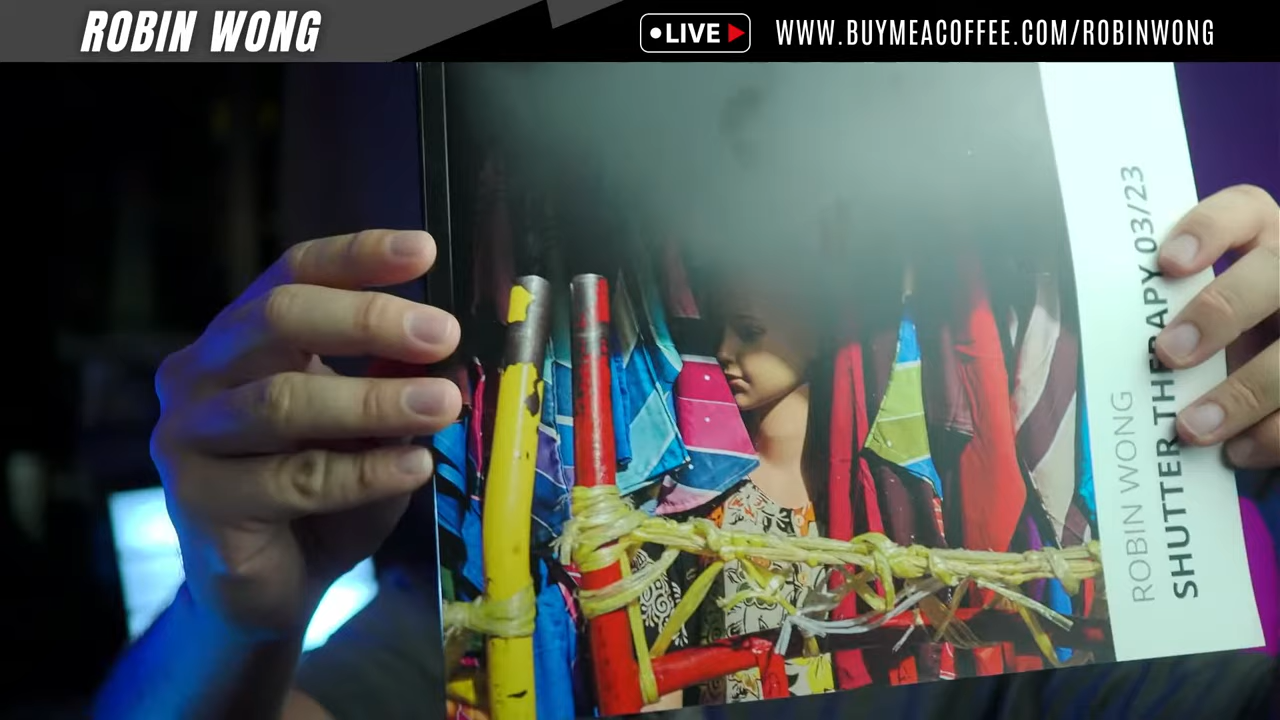 ROBIN WONG
LIVE
WWW.BUYMEACOFFEE.COM/ROBINWONG
ROBIN WONG
SHUTTER THERAPY 03/23